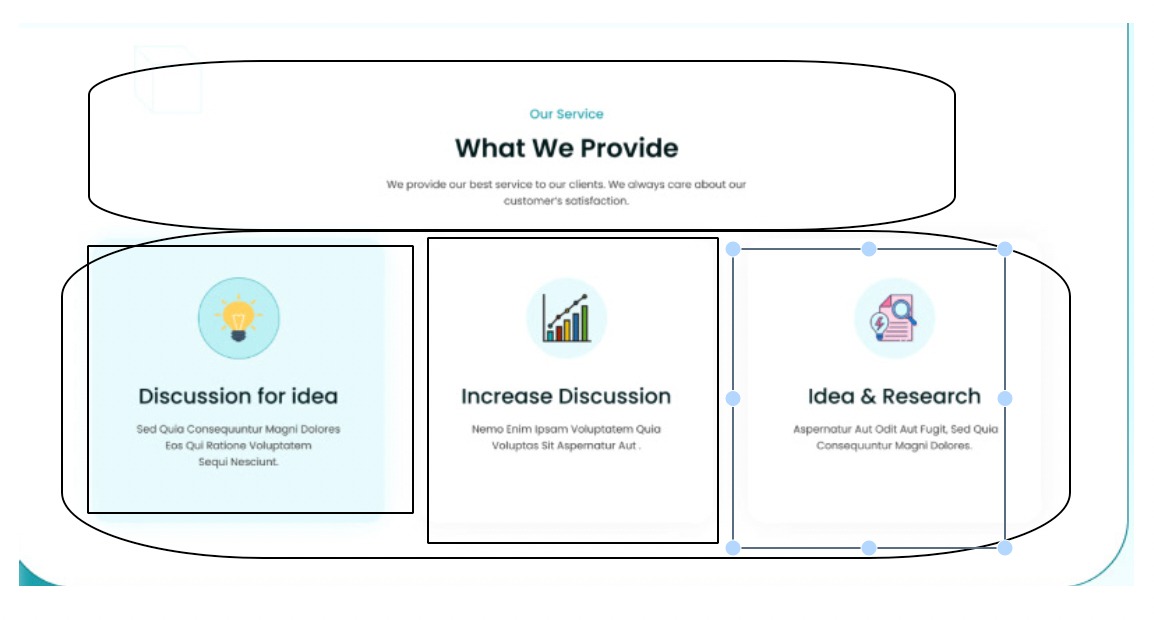 Our Service
What We Provide
We provide our best service to our clients. We always care about our
customer's satisfaction.
Discussion for idea
Sed Quia Consequuntur Magni Dolores
Eos Qui Ratione Voluptatem
Sequi Nesciunt.
Increase Discussion
Nemo Enim Ipsam Voluptatem Quia
Voluptas Sit Aspernatur Aut .
Idea & Research
Aspernatur Aut Odit Aut Fugit, Sed Quia
Consequuntur Magni Dolores.